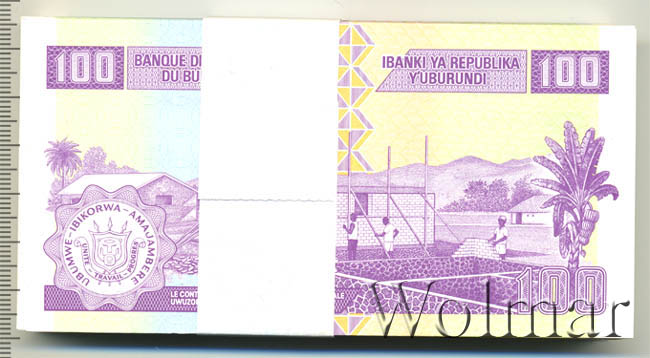 100
BANQUE DE
DU BU
IBANKI YA REPUBLIKA
Y'UBURUNDI
100
UBUMWE-IBIKORWA-AMAJAMBERE
UNITE TRAVAIL PROGRES
LE CONT
UWUZO
100
Wolmar